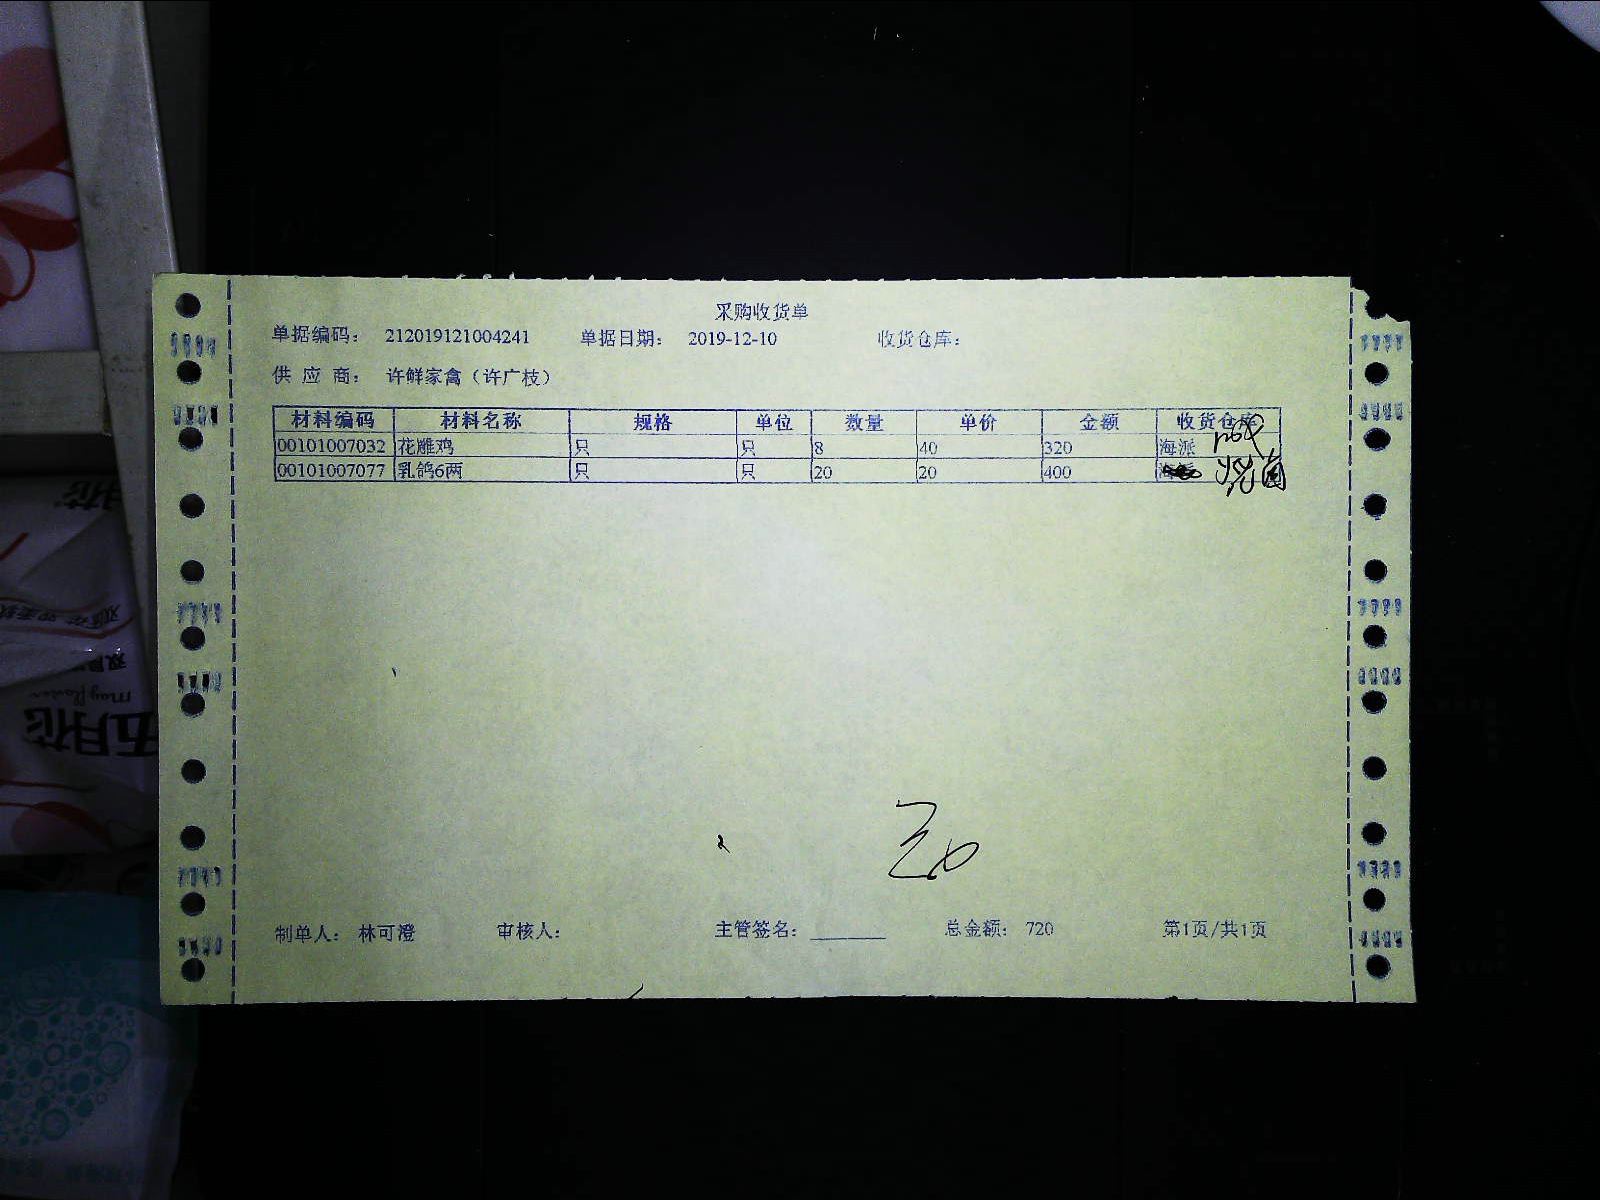 采购收货单
单据编码： 212019121004241 单据日期： 2019-12-10 收货仓库：
供 应 商： 许鲜家禽（许广枝）
材料编码 材料名称 规格 单位 数量 单价 金额 收货仓库
00101007032 花雕鸡 只 只 8 40 320 海派
00101007077 乳鸽6两 只 只 20 20 400
制单人： 林可澄 审核人： 主管签名： 总金额： 720 第1页/共1页
五月花
mayflower